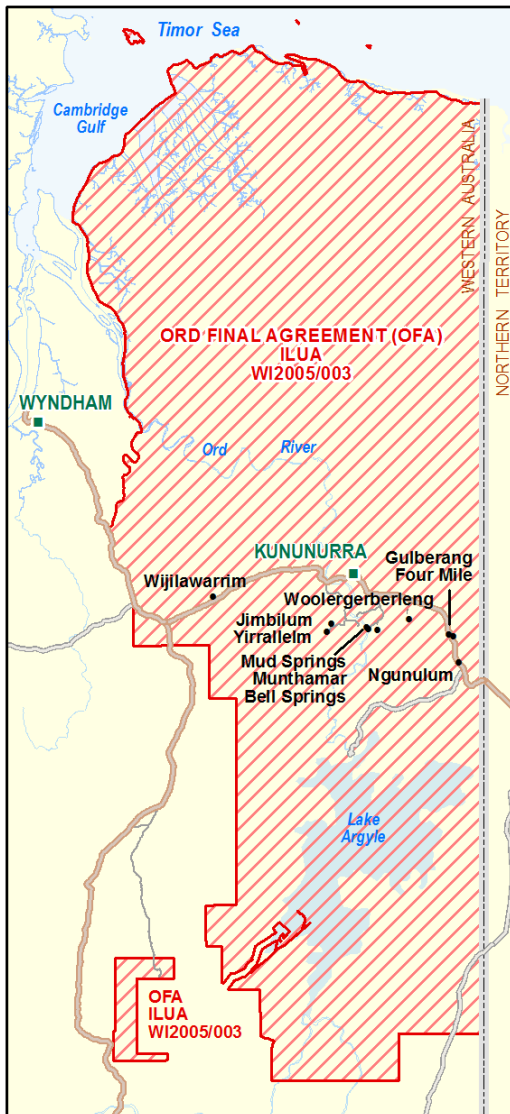 Timor Sea
Cambridge
Gulf
WESTERN AUSTRALIA
NORTHERN TERRITORY
ORD FINAL AGREEMENT (OFA)
ILUA
WI2005/003
WYNDHAM
Ord River
KUNUNURRA
Gulberang
Four Mile
Wijilawarrim
Woolergerberleng
Jimbilum
Yirrallelm
Mud Springs
Munthamar
Bell Springs
Ngunulum
Lake
Argyle
OFA
ILUA
WI2005/003